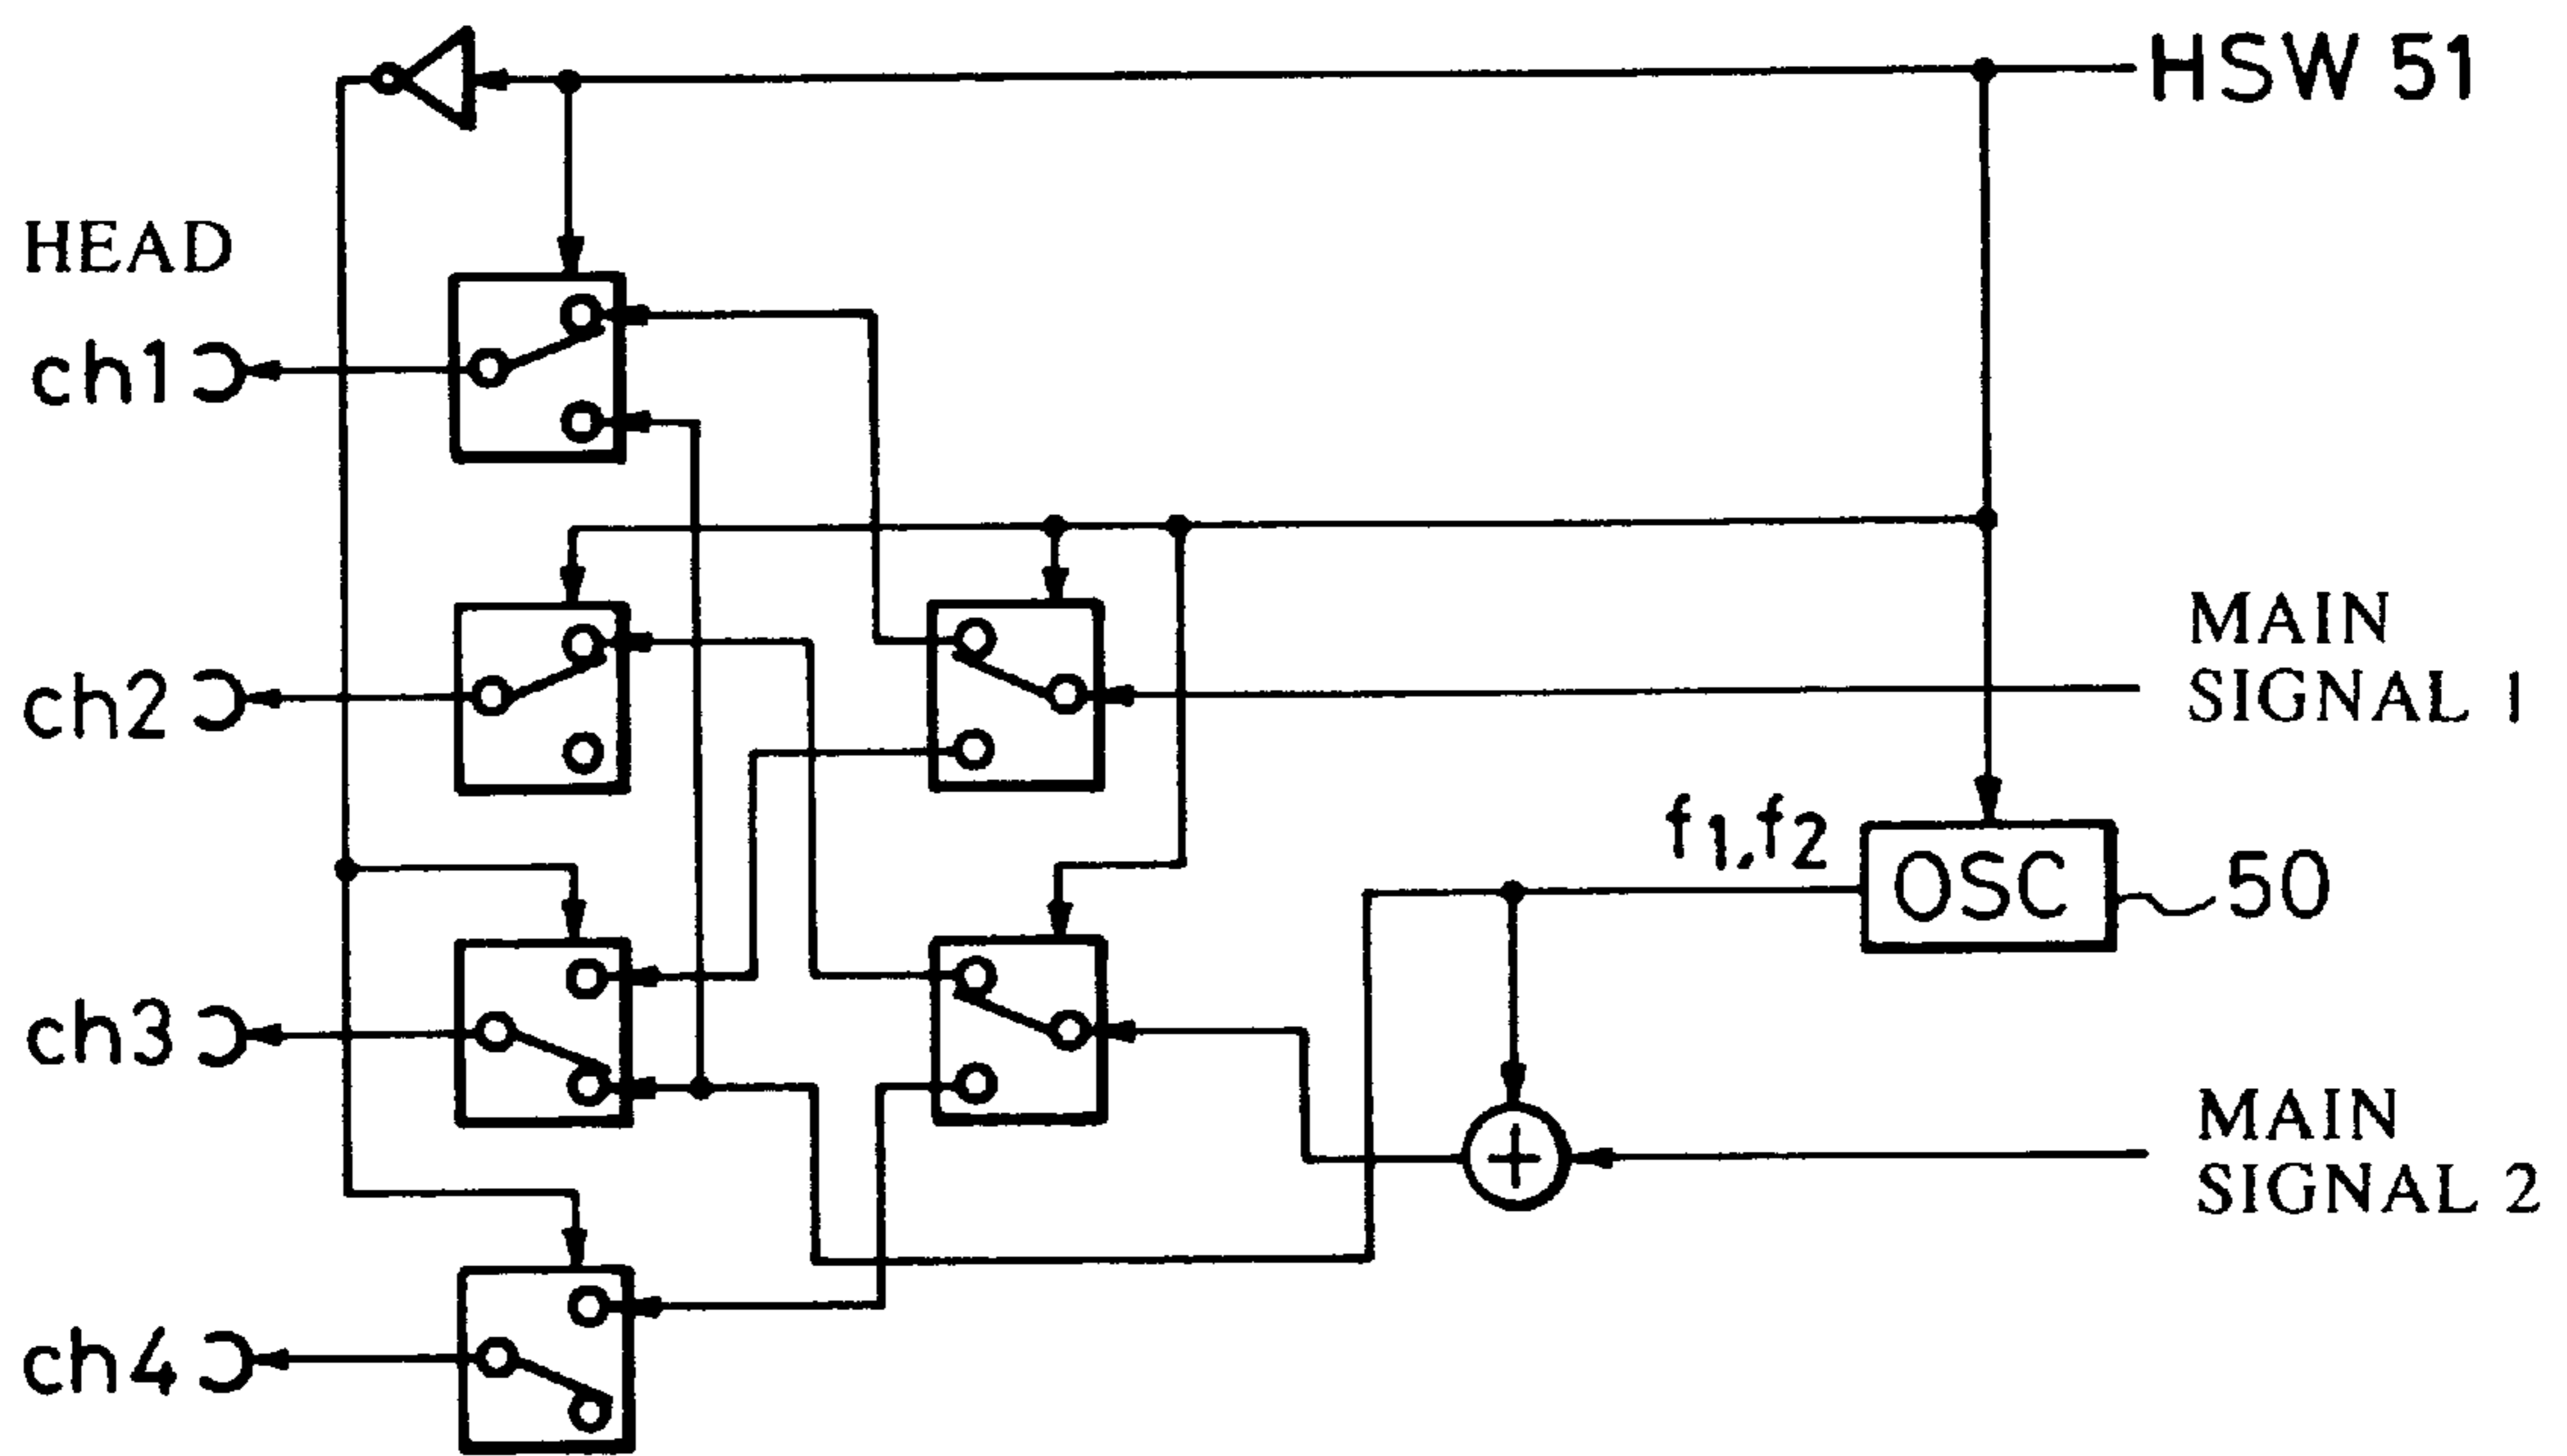 HSW 51
HEAD
ch1
ch2
MAIN
SIGNAL 1
f1,f2
OSC
50
ch3
MAIN
SIGNAL 2
ch4